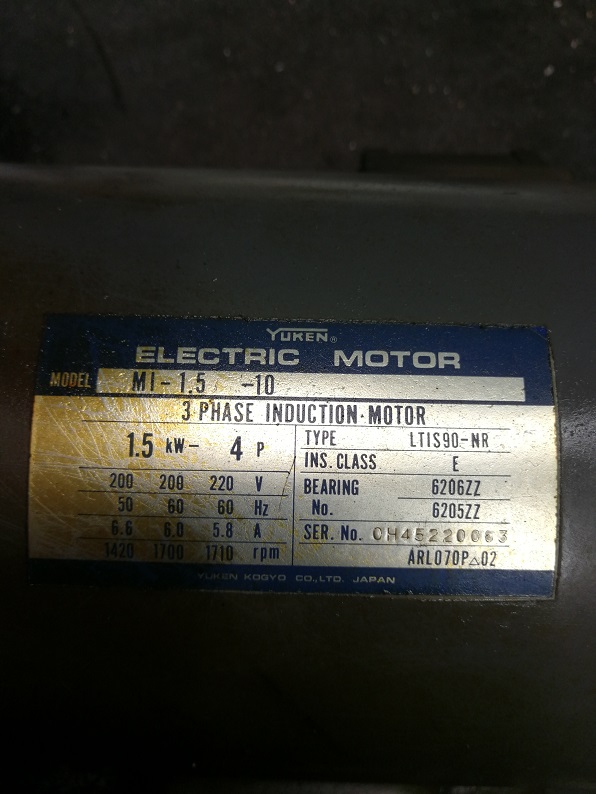 YUKEN®
ELECTRIC MOTOR
MODEL MI-1.5 -10
3 PHASE INDUCTION MOTOR
1.5 kW- 4 P
200 200 220 V
50 60 60 Hz
6.6 6.0 5.8 A
1420 1700 1710 rpm
TYPE LTIS90-NR
INS. CLASS E
BEARING 6206ZZ
No. 6205ZZ
SER. No. OH45220063
ARL070P△02
YUKEN KOGYO CO., LTD. JAPAN